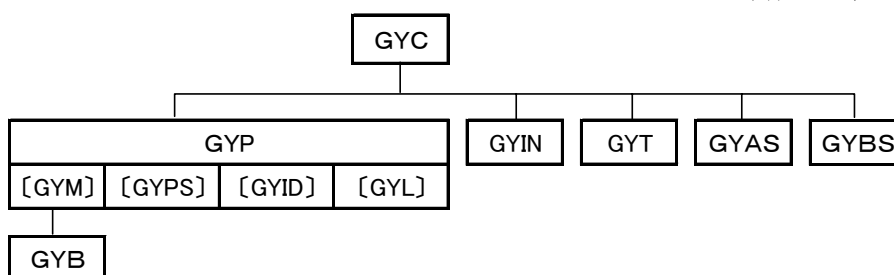 GYC
GYP
GYIN
GYT
GYAS
GYBS
〔GYM〕
〔GYPS〕
〔GYID〕
〔GYL〕
GYB